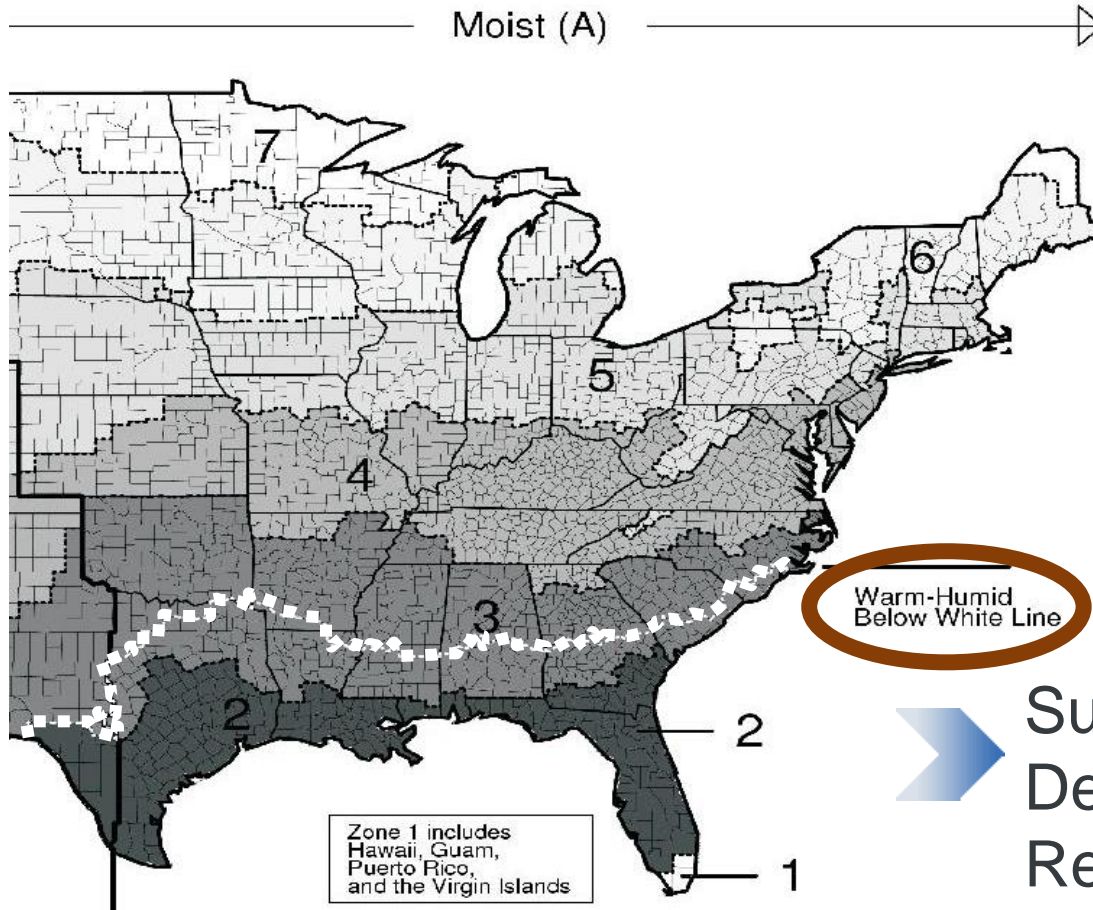 Moist (A)
7
6
5
4
3
Warm-Humid
Below White Line
2
2
Su
De
Re
Zone 1 includes
Hawaii, Guam,
Puerto Rico,
and the Virgin Islands
1